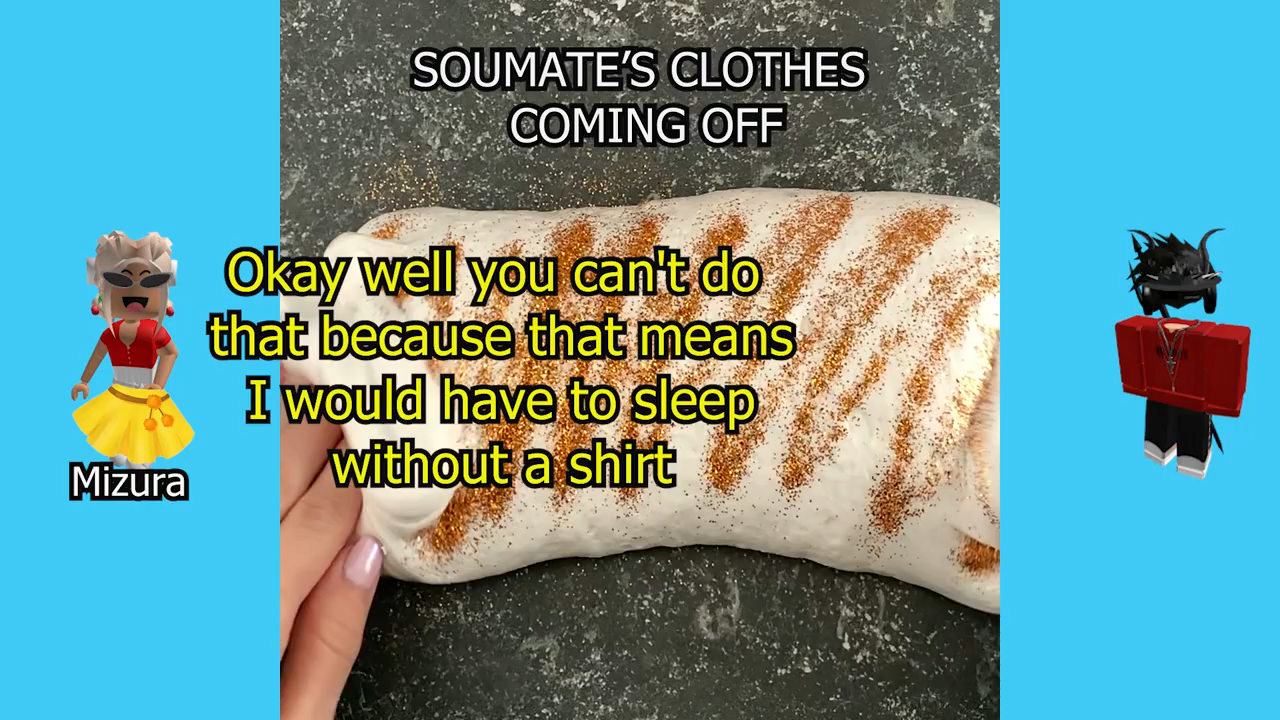 SOUMATE’S CLOTHES
COMING OFF
Okay well you can't do
that because that means
I would have to sleep
without a shirt
Mizura